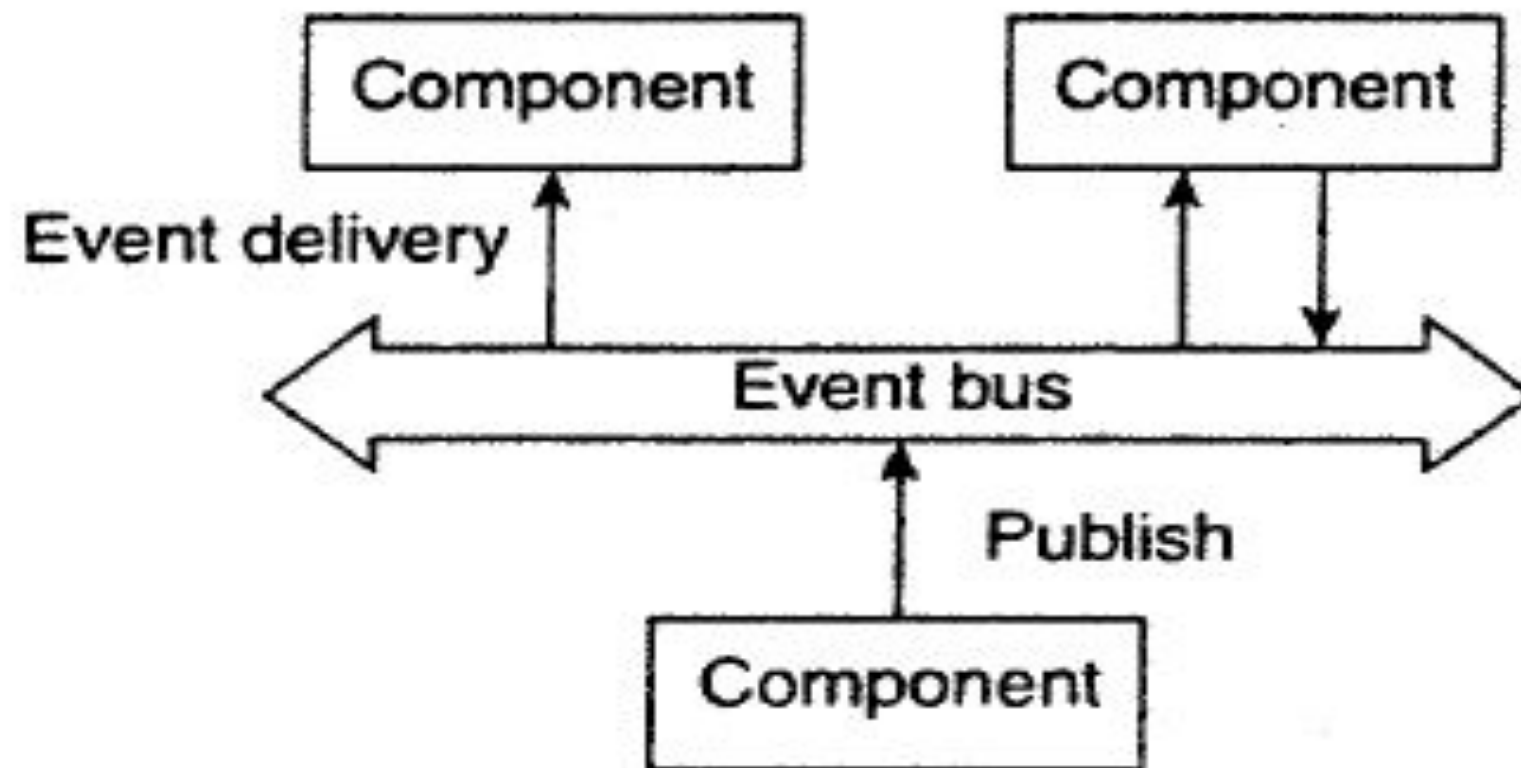 Component
Component
Event delivery
Event bus
Publish
Component